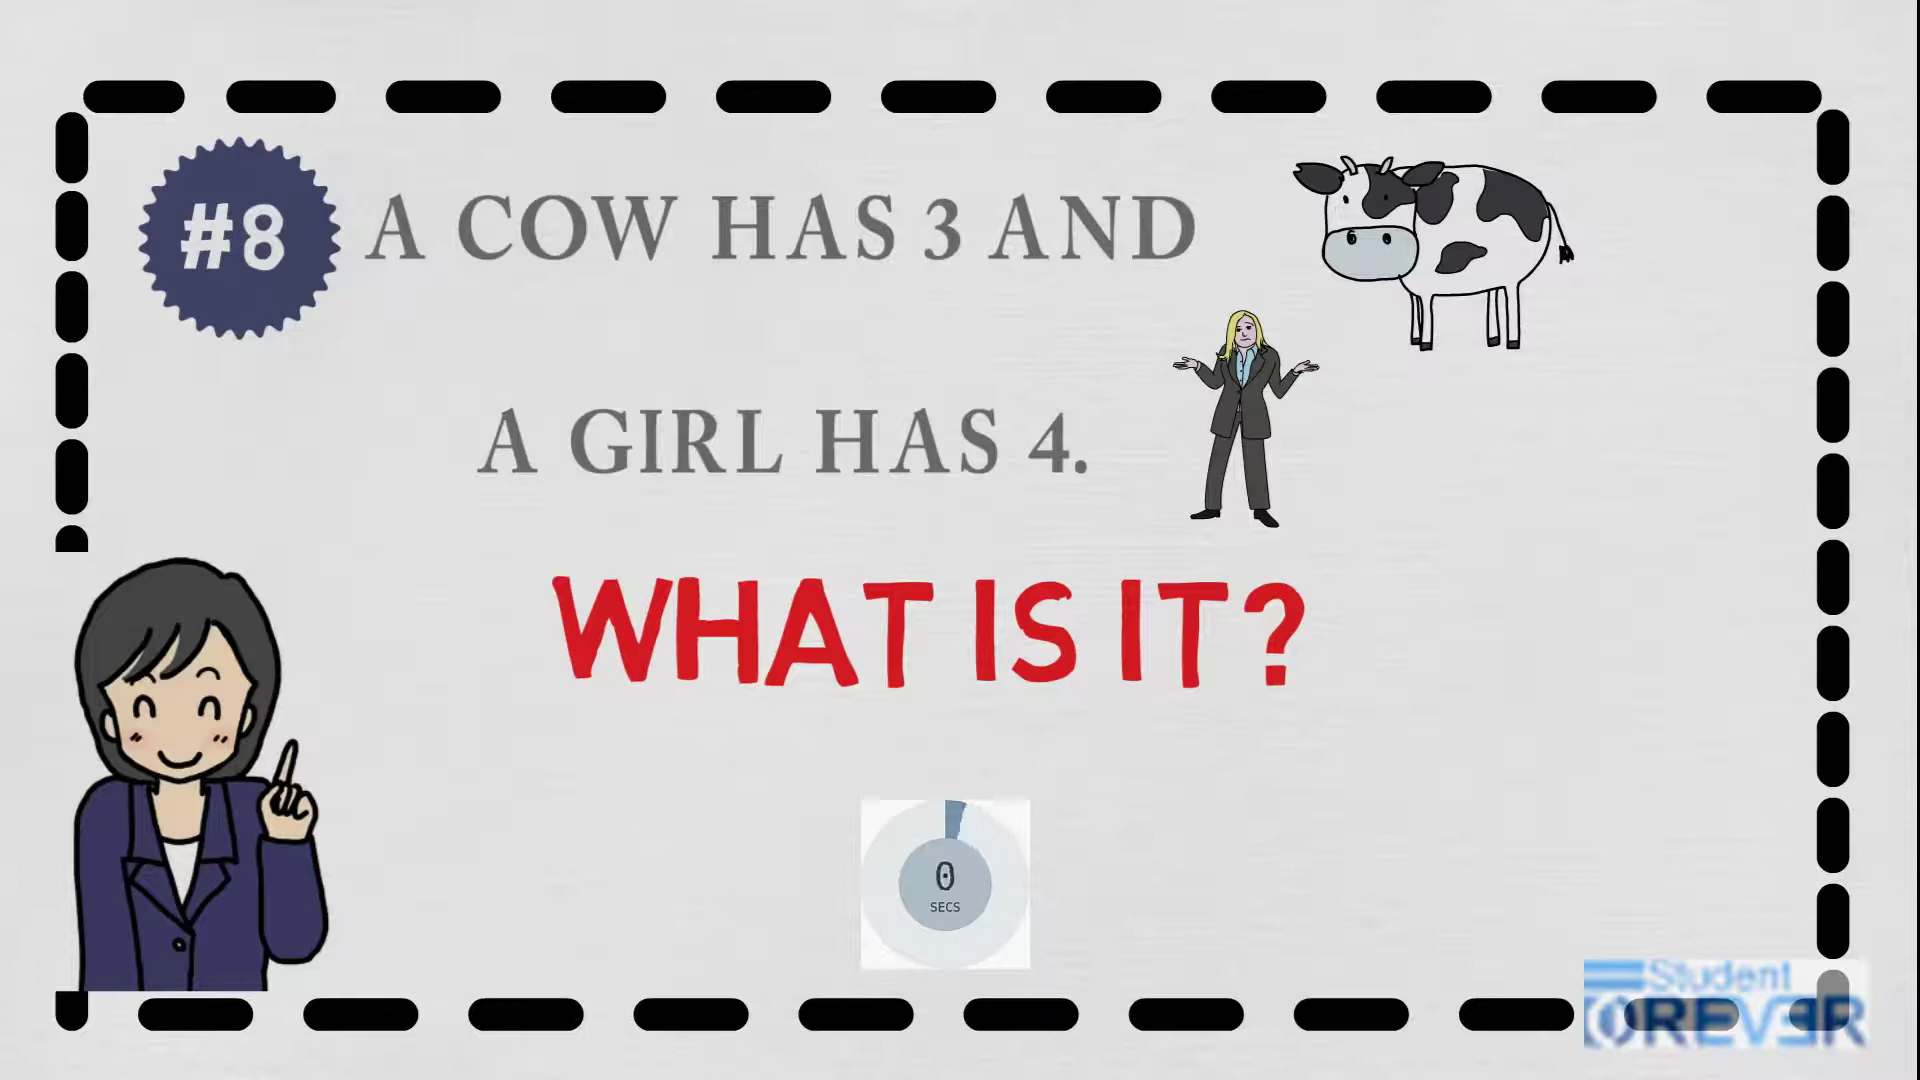 #8
A COW HAS 3 AND
A GIRL HAS 4.
WHAT IS IT?
0
SECS
Student
FOREVER